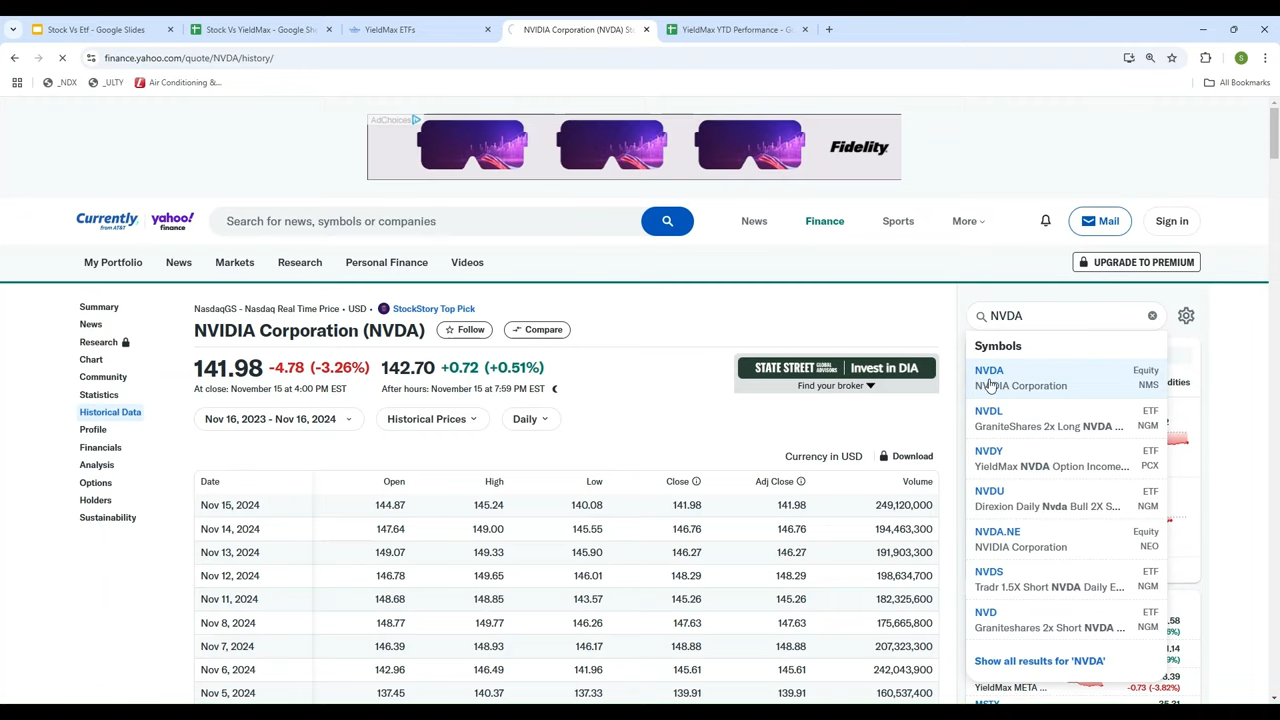 Stock Vs Etf - Google Slides
Stock Vs YieldMax - Google She
YieldMax ETFs
NVIDIA Corporation (NVDA) St
YieldMax YTD Performance - G
finance.yahoo.com/quote/NVDA/history/
_NDX
_ULTY
Air Conditioning &...
All Bookmarks
AdChoices
Fidelity
Currently
from AT&T
yahoo!
finance
Search for news, symbols or companies
News
Finance
Sports
More
Mail
Sign in
My Portfolio
News
Markets
Research
Personal Finance
Videos
UPGRADE TO PREMIUM
Summary
News
Research
Chart
Community
Statistics
Historical Data
Profile
Financials
Analysis
Options
Holders
Sustainability
NasdaqGS - Nasdaq Real Time Price • USD • StockStory Top Pick
NVIDIA Corporation (NVDA)
Follow
Compare
141.98 -4.78 (-3.26%) 142.70 +0.72 (+0.51%)
At close: November 15 at 4:00 PM EST
After hours: November 15 at 7:59 PM EST
STATE STREET GLOBAL ADVISORS Invest in DIA
Find your broker
Nov 16, 2023 - Nov 16, 2024
Historical Prices
Daily
Currency in USD
Download
Date Open High Low Close Adj Close Volume
Nov 15, 2024 144.87 145.24 140.08 141.98 141.98 249,120,000
Nov 14, 2024 147.64 149.00 145.55 146.76 146.76 194,463,300
Nov 13, 2024 149.07 149.33 145.90 146.27 146.27 191,903,300
Nov 12, 2024 146.78 149.65 146.01 148.29 148.29 198,634,700
Nov 11, 2024 148.68 148.85 143.57 145.26 145.26 182,325,600
Nov 8, 2024 148.77 149.77 146.26 147.63 147.63 175,665,800
Nov 7, 2024 146.39 148.93 146.17 148.88 148.88 207,323,300
Nov 6, 2024 142.96 146.49 141.96 145.61 145.61 242,043,900
Nov 5, 2024 137.45 140.37 137.33 139.91 139.91 160,537,400
NVDA
Symbols
NVDA Equity
NVIDIA Corporation NMS
NVDL ETF
GraniteShares 2x Long NVDA ... NGM
NVDY ETF
YieldMax NVDA Option Income... PCX
NVDU ETF
Direxion Daily Nvda Bull 2X S... NGM
NVDA.NE Equity
NVIDIA Corporation NEO
NVDS ETF
Tradr 1.5X Short NVDA Daily E... NGM
NVD ETF
Graniteshares 2x Short NVDA ... NGM
Show all results for 'NVDA'
YieldMax META ... -0.73 (-3.82%)